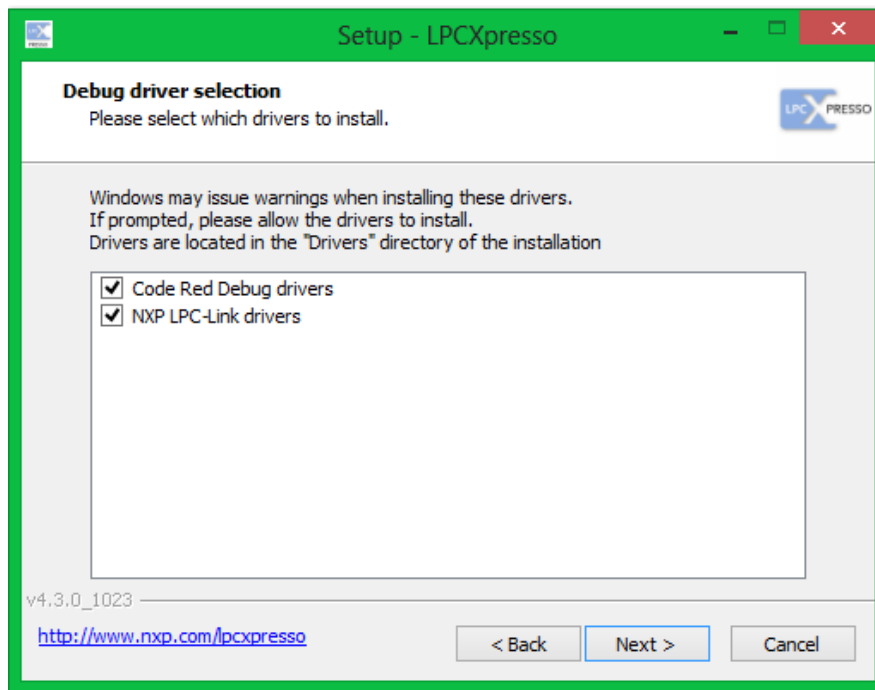 Setup - LPCXpresso
Debug driver selection
Please select which drivers to install.
LPC XPRESSO
Windows may issue warnings when installing these drivers.
If prompted, please allow the drivers to install.
Drivers are located in the "Drivers" directory of the installation
Code Red Debug drivers
NXP LPC-Link drivers
v4.3.0_1023
http://www.nxp.com/lpcxpresso
< Back Next > Cancel